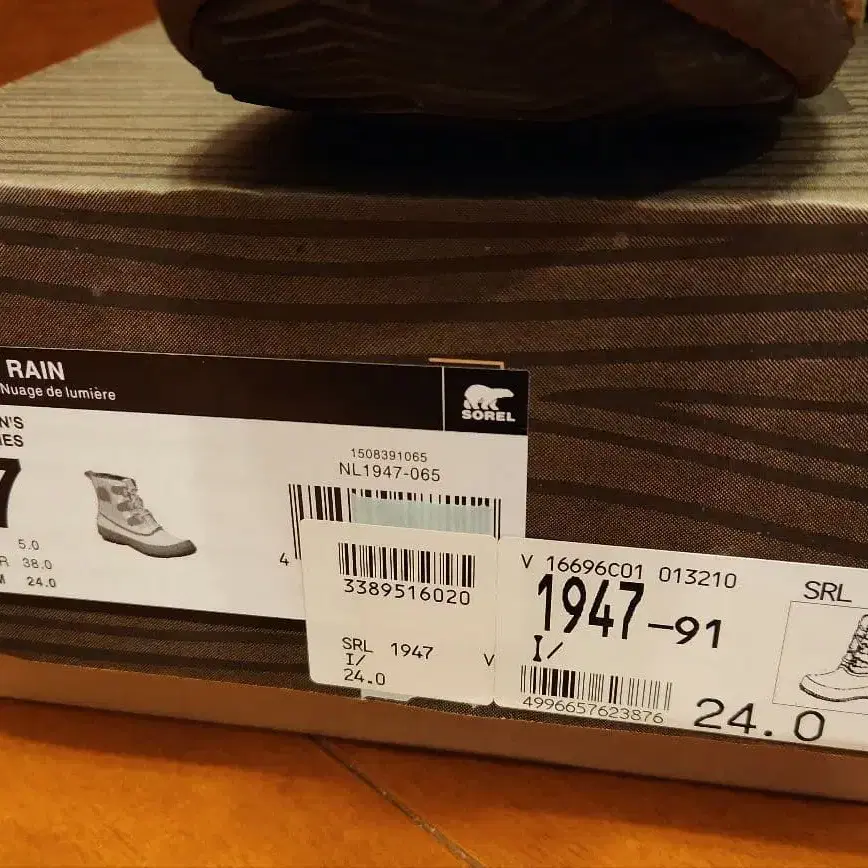 RAIN
Nuage de lumière
SOREL
N'S
ES
7
5.0
R 38.0
M 24.0
1508391065
NL1947-065
4
3389516020
SRL 1947
I/
V
24.0
V 16696C01 013210
1947-91
I/
4996657623876
24.0
SRL